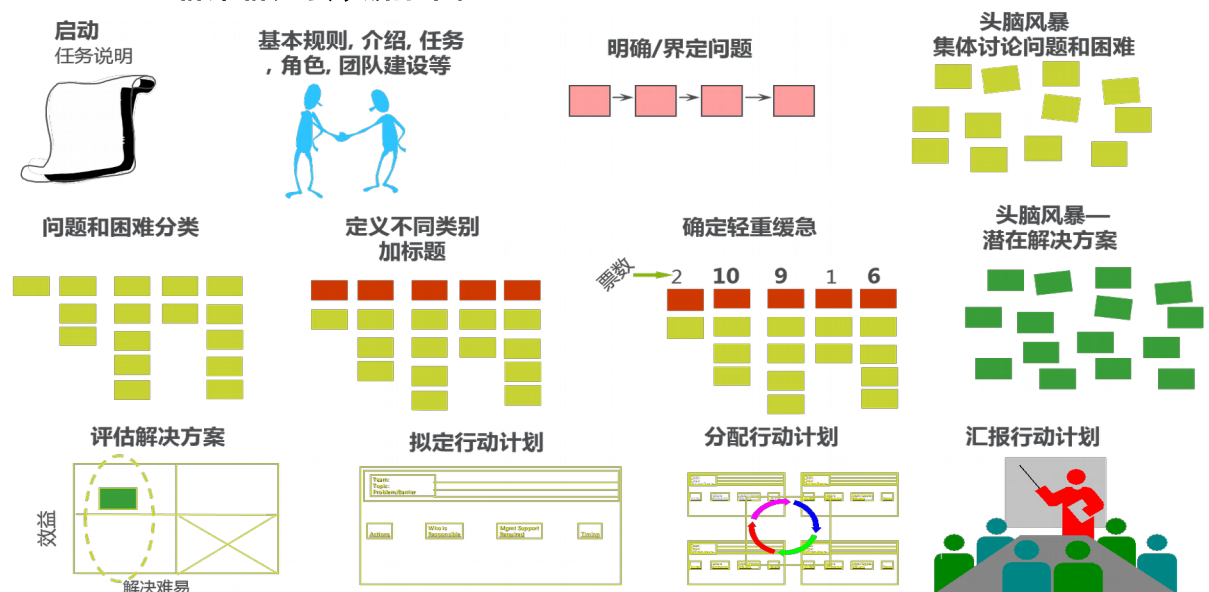 启动
任务说明
基本规则, 介绍, 任务
, 角色, 团队建设等
明确/界定问题
头脑风暴
集体讨论问题和困难
问题和困难分类
定义不同类别
加标题
确定轻重缓急
票数
2 10 9 1 6
头脑风暴—
潜在解决方案
评估解决方案
效益
解决难易
拟定行动计划
Team:
Topic:
Problem/Barrier
Actions
Who is
Responsible
Mgmt Support
Required
Timing
分配行动计划
汇报行动计划